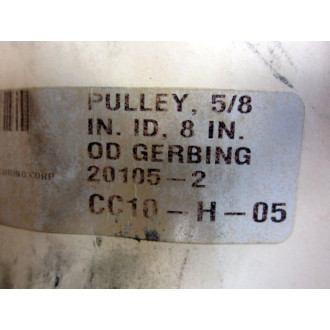 PULLEY, 5/8
IN. ID, 8 IN.
OD GERBING
20105-2
CC10-H-05